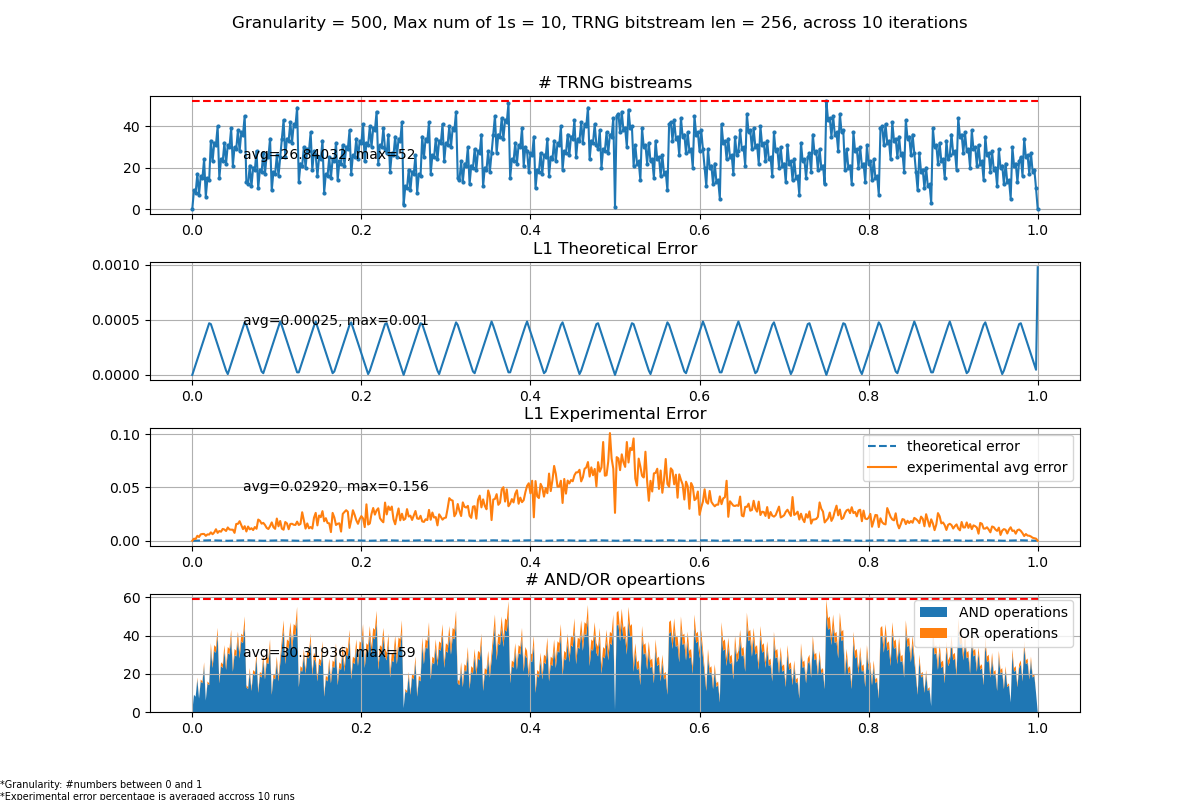 Granularity = 500, Max num of 1s = 10, TRNG bitstream len = 256, across 10 iterations
# TRNG bistreams
40
20
0
avg=26.84032, max=52
0.0 0.2 0.4 0.6 0.8 1.0
L1 Theoretical Error
0.0010
0.0005
0.0000
avg=0.00025, max=0.001
0.0 0.2 0.4 0.6 0.8 1.0
L1 Experimental Error
0.10
0.05
0.00
avg=0.02920, max=0.156
theoretical error
experimental avg error
0.0 0.2 0.4 0.6 0.8 1.0
# AND/OR opeartions
60
40
20
0
avg=30.31936, max=59
AND operations
OR operations
0.0 0.2 0.4 0.6 0.8 1.0
*Granularity: #numbers between 0 and 1
*Experimental error percentage is averaged accross 10 runs